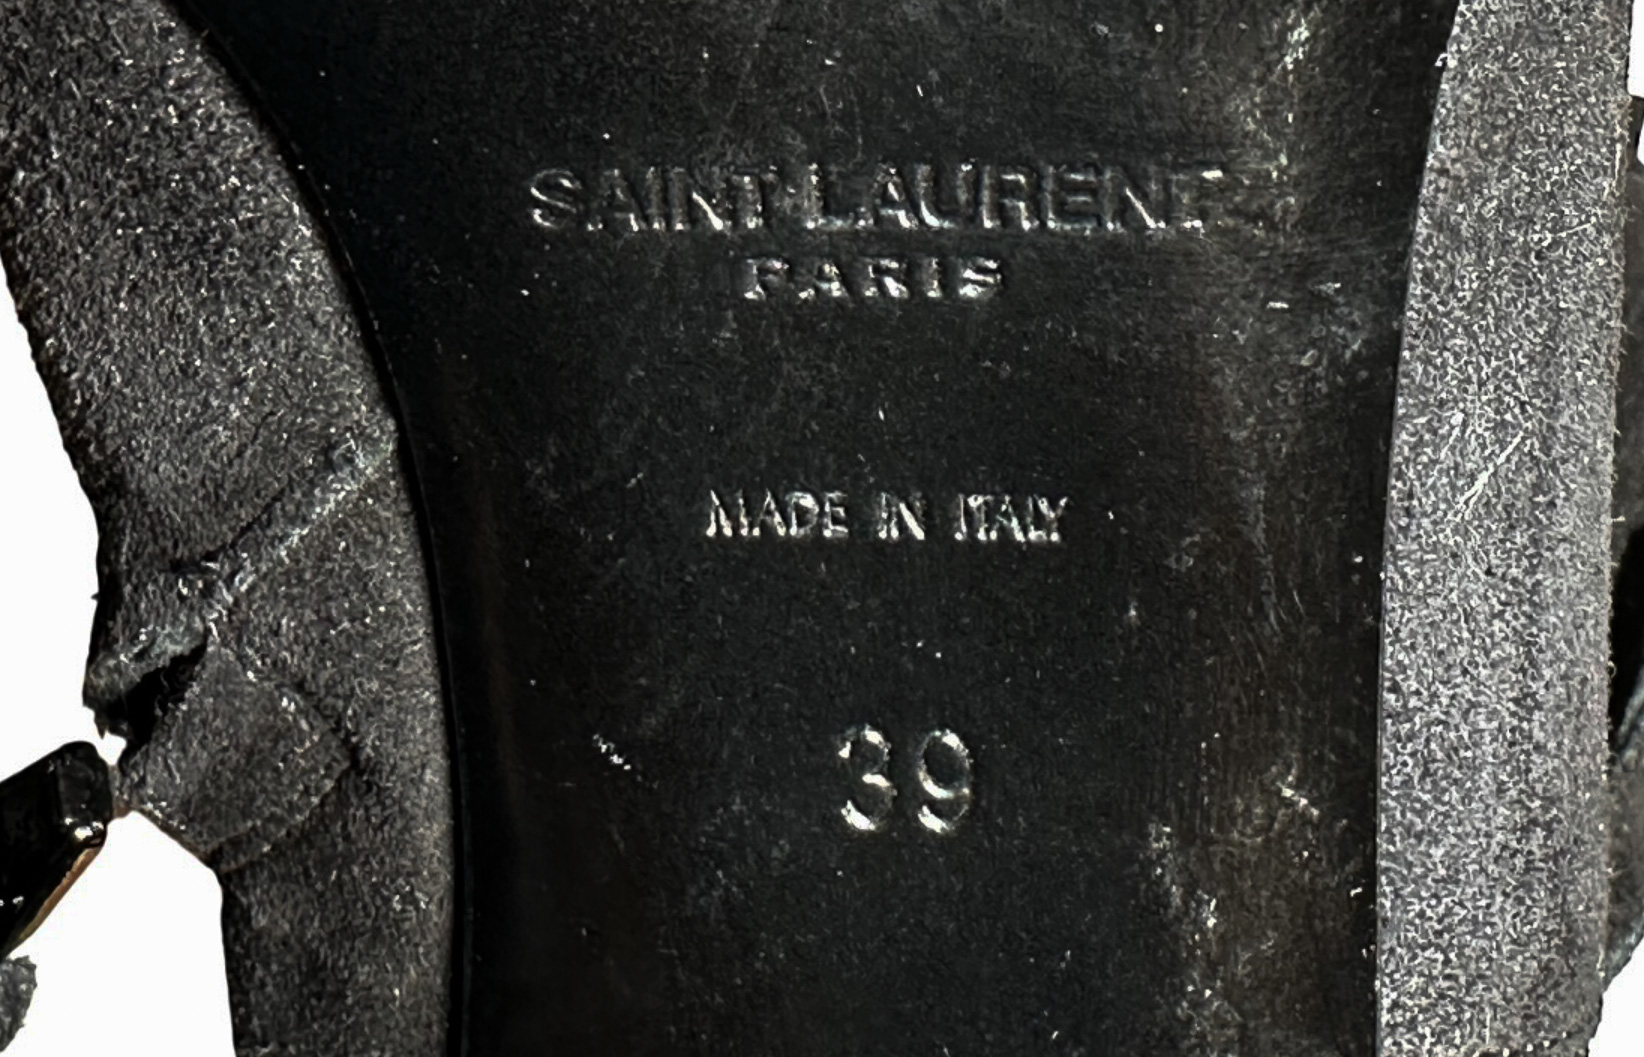 SAINT LAURENT
PARIS
MADE IN ITALY
39